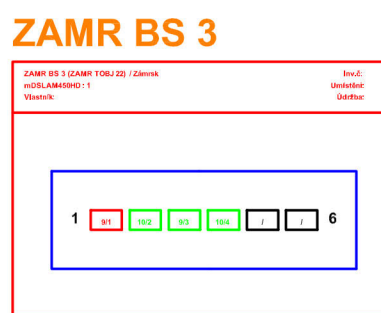 ZAMR BS 3
ZAMR BS 3 (ZAMR TOBJ 22) / Zámrsk Inv.č:
mDSLAM450HD : 1 Umístění:
Vlastník: Údržba:
1 9/1 10/2 9/3 10/4 / / 6